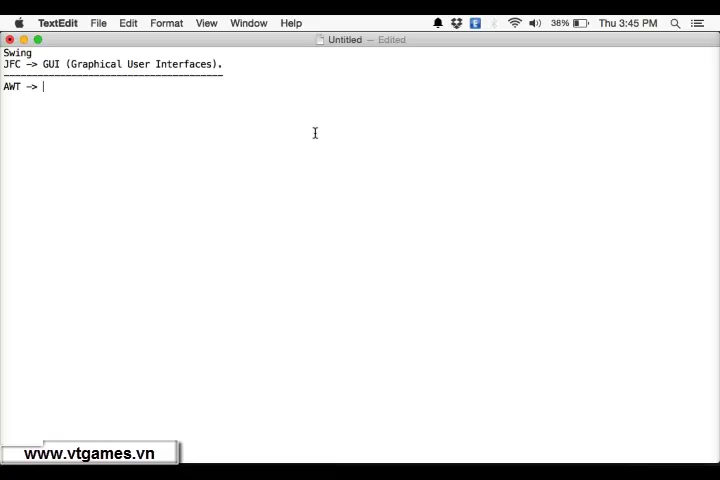 TextEdit File Edit Format View Window Help 38% Thu 3:45 PM
Untitled — Edited
Swing
JFC -> GUI (Graphical User Interfaces).
---------------------------------------
AWT ->
www.vtgames.vn